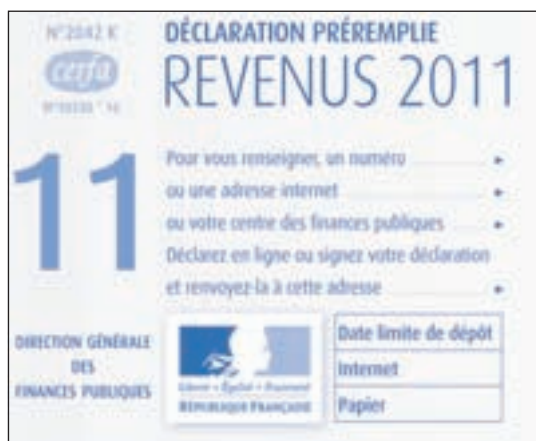 N°2042 K
cerfa
DÉCLARATION PRÉREMPLIE
REVENUS 2011
11
Pour vous renseigner, un numéro
ou une adresse internet
ou votre centre des finances publiques
Déclarez en ligne ou signez votre déclaration
et renvoyez-la à cette adresse
DIRECTION GÉNÉRALE
DES
FINANCES PUBLIQUES
Liberté • Égalité • Fraternité
RÉPUBLIQUE FRANÇAISE
Date limite de dépôt
Internet
Papier